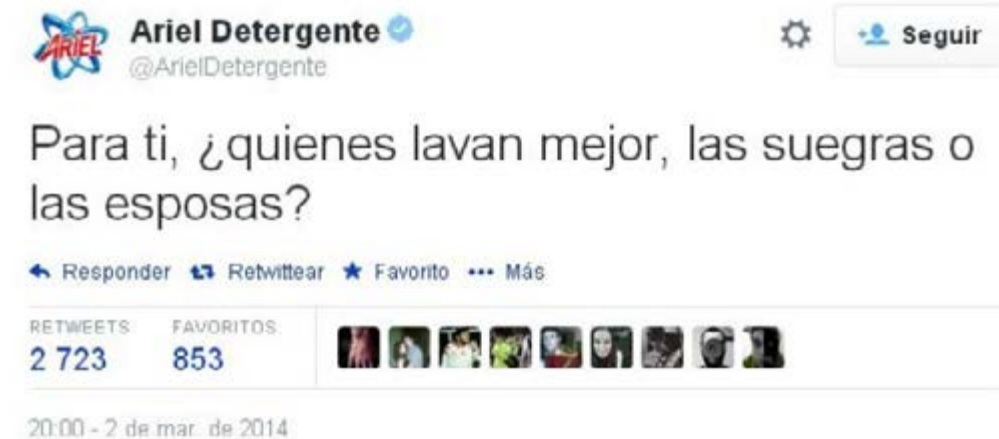 ARIEL
Ariel Detergente
@ArielDetergente
Seguir
Para ti, ¿quienes lavan mejor, las suegras o
las esposas?
Responder Retwittear Favorito Más
RETWEETS FAVORITOS
2 723 853
20:00 - 2 de mar. de 2014